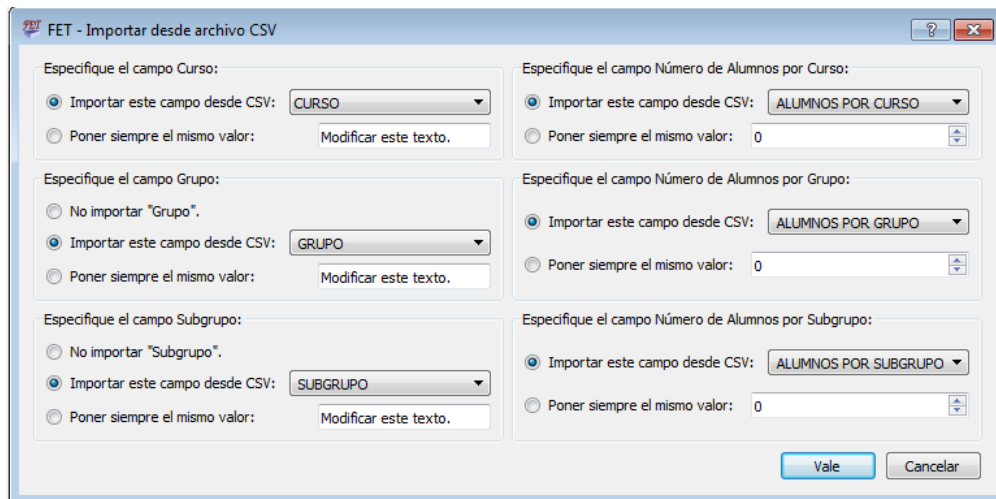 FET - Importar desde archivo CSV
Especifique el campo Curso:
Importar este campo desde CSV: CURSO
Poner siempre el mismo valor: Modificar este texto.
Especifique el campo Número de Alumnos por Curso:
Importar este campo desde CSV: ALUMNOS POR CURSO
Poner siempre el mismo valor: 0
Especifique el campo Grupo:
No importar "Grupo".
Importar este campo desde CSV: GRUPO
Poner siempre el mismo valor: Modificar este texto.
Especifique el campo Número de Alumnos por Grupo:
Importar este campo desde CSV: ALUMNOS POR GRUPO
Poner siempre el mismo valor: 0
Especifique el campo Subgrupo:
No importar "Subgrupo".
Importar este campo desde CSV: SUBGRUPO
Poner siempre el mismo valor: Modificar este texto.
Especifique el campo Número de Alumnos por Subgrupo:
Importar este campo desde CSV: ALUMNOS POR SUBGRUPO
Poner siempre el mismo valor: 0
Vale Cancelar